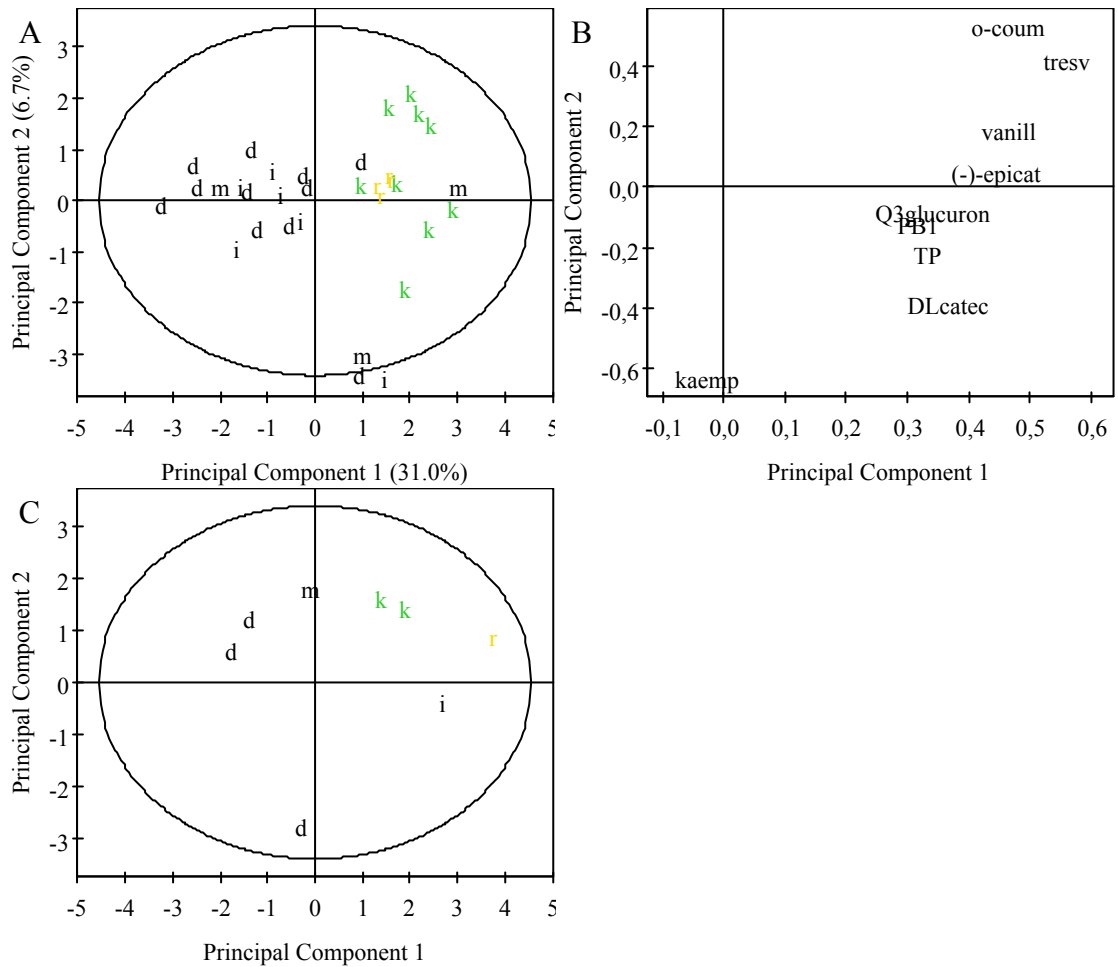 A
Principal Component 2 (6.7%)
3
2
1
0
-1
-2
-3
k
k
k
k
d
d
d
i
d
d
d
m
i
d
i
d
d
k
r
r
r
r
k
m
k
d
d
i
i
k
k
m
d
i
-5 -4 -3 -2 -1 0 1 2 3 4 5
Principal Component 1 (31.0%)
B
Principal Component 2
0,4
0,2
0,0
-0,2
-0,4
-0,6
o-coum
tresv
vanill
(-)-epicat
Q3glucuron
PB1
TP
DLcatec
kaemp
-0,1 0,0 0,1 0,2 0,3 0,4 0,5 0,6
Principal Component 1
C
Principal Component 2
3
2
1
0
-1
-2
-3
m
k
k
d
d
r
i
d
-5 -4 -3 -2 -1 0 1 2 3 4 5
Principal Component 1